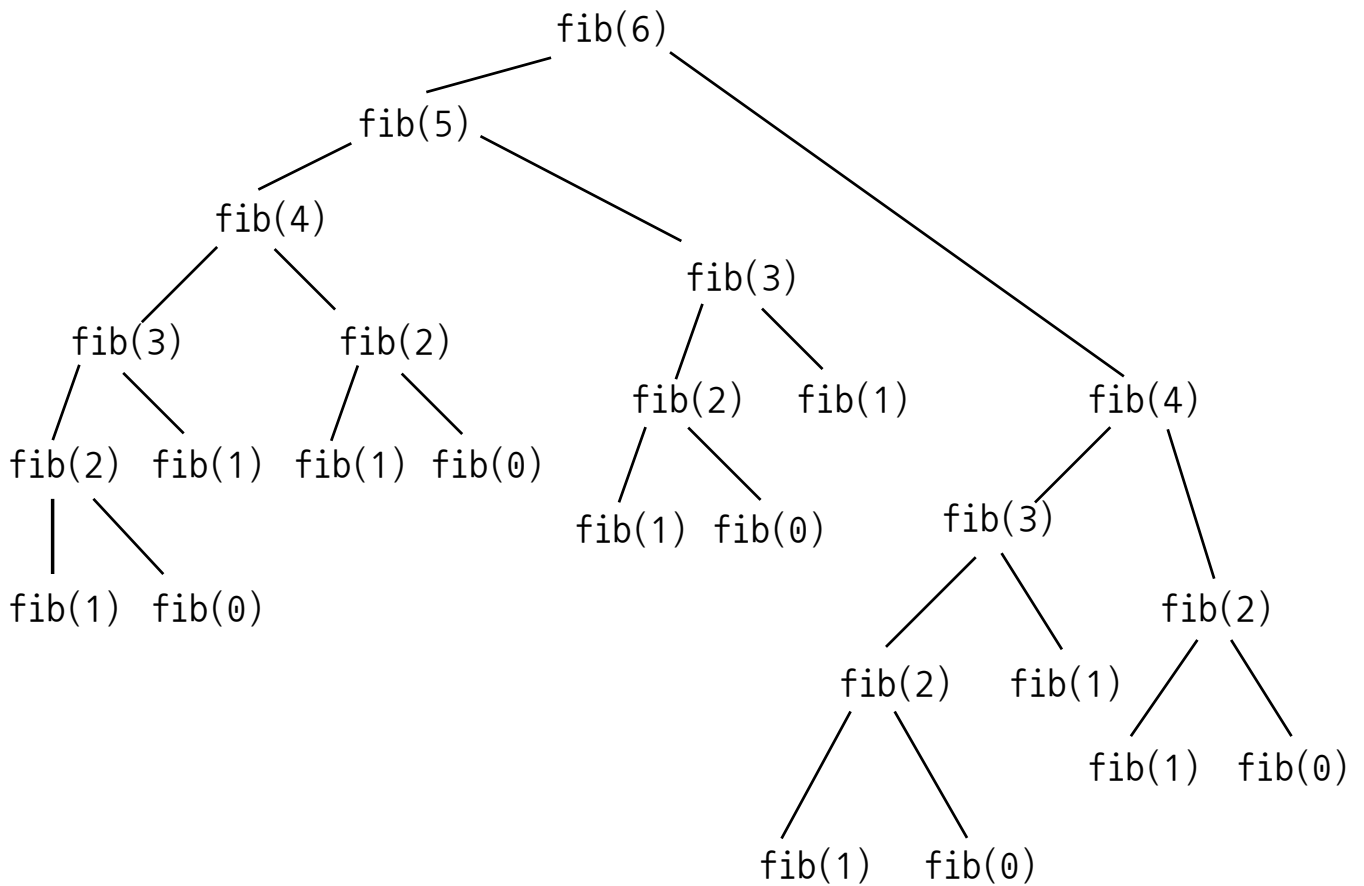 fib(6)
fib(5)
fib(4)
fib(3)
fib(3) fib(2)
fib(2) fib(1) fib(4)
fib(2) fib(1) fib(1) fib(0)
fib(3)
fib(1) fib(0)
fib(1) fib(0) fib(2)
fib(2) fib(1)
fib(1) fib(0)
fib(1) fib(0)